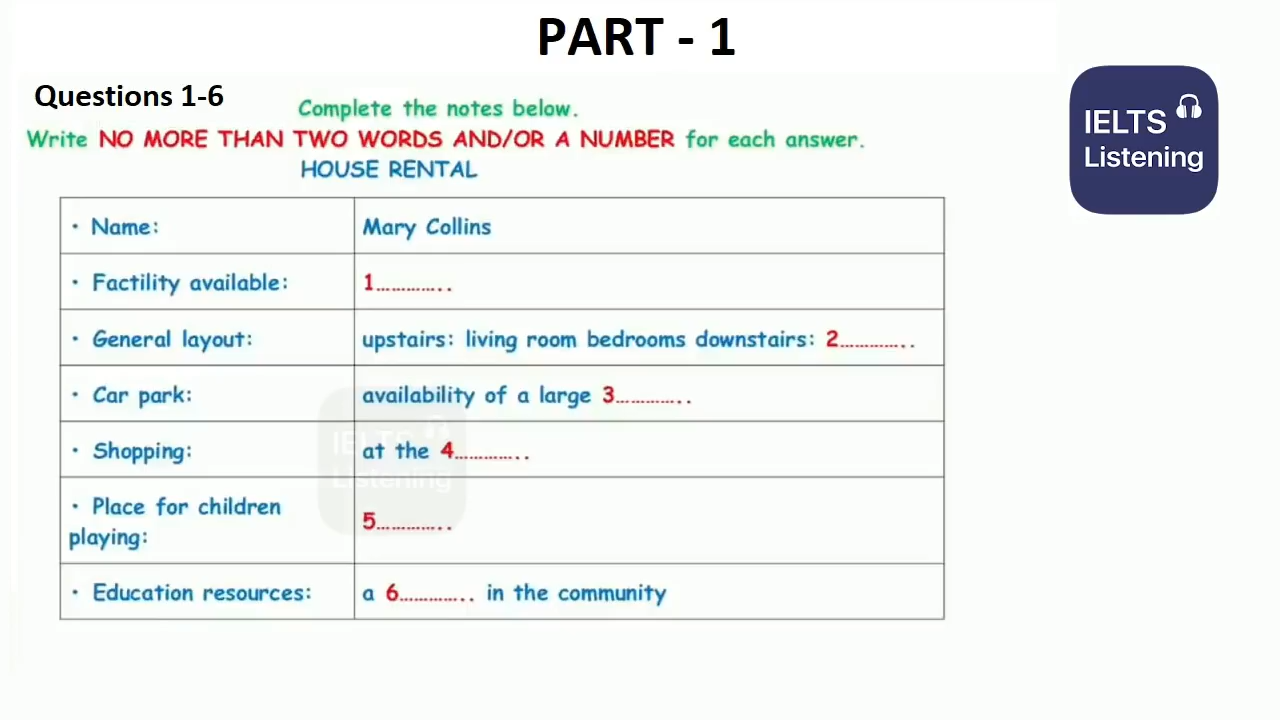 PART - 1
Questions 1-6
Complete the notes below.
Write NO MORE THAN TWO WORDS AND/OR A NUMBER for each answer.
HOUSE RENTAL
IELTS
Listening
• Name: Mary Collins
• Factility available: 1…………..
• General layout: upstairs: living room bedrooms downstairs: 2…………..
• Car park: availability of a large 3…………..
• Shopping: at the 4…………..
• Place for children
playing: 5…………..
• Education resources: a 6………….. in the community
IELTS
Listening